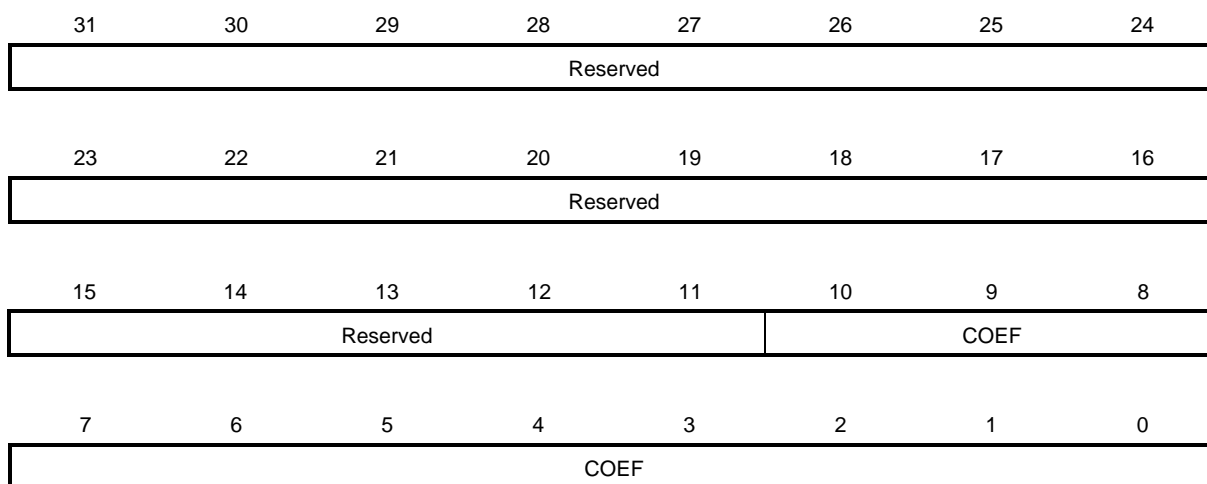 31 30 29 28 27 26 25 24
Reserved
23 22 21 20 19 18 17 16
Reserved
15 14 13 12 11 10 9 8
Reserved COEF
7 6 5 4 3 2 1 0
COEF